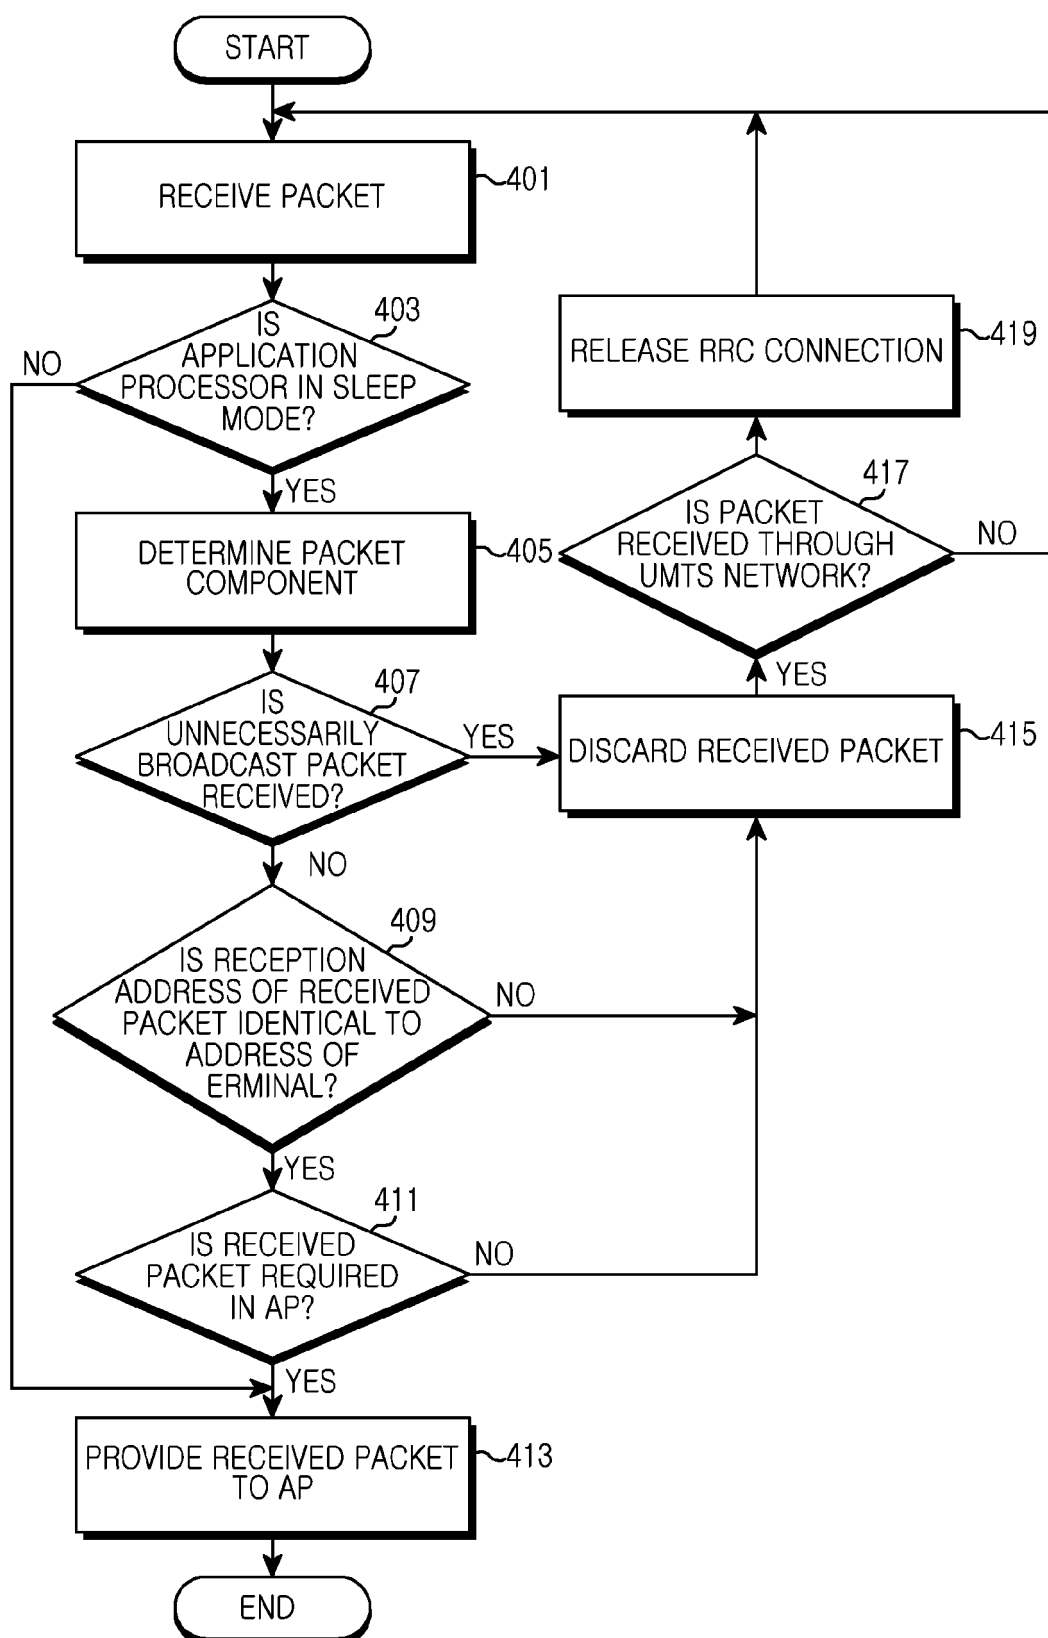 START
RECEIVE PACKET
401
IS
APPLICATION
PROCESSOR IN SLEEP
MODE?
403
NO
YES
DETERMINE PACKET
COMPONENT
405
IS
UNNECESSARILY
BROADCAST PACKET
RECEIVED?
407
YES
NO
IS RECEPTION
ADDRESS OF RECEIVED
PACKET IDENTICAL TO
ADDRESS OF
ERMINAL?
409
NO
YES
IS RECEIVED
PACKET REQUIRED
IN AP?
411
NO
YES
PROVIDE RECEIVED PACKET
TO AP
413
END
RELEASE RRC CONNECTION
419
IS PACKET
RECEIVED THROUGH
UMTS NETWORK?
417
NO
YES
DISCARD RECEIVED PACKET
415